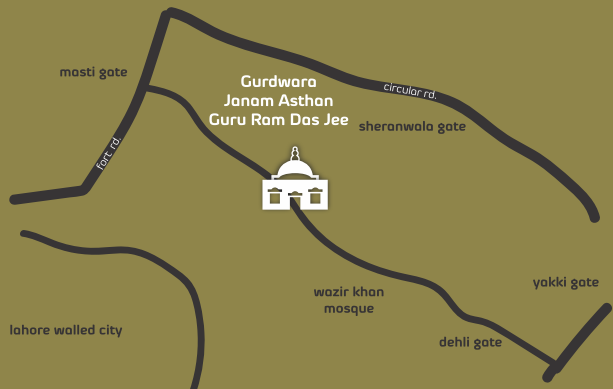 masti gate
Gurdwara
Janam Asthan
Guru Ram Das Jee
circular rd.
sheranwala gate
fort rd.
yakki gate
wazir khan
mosque
lahore walled city
dehli gate